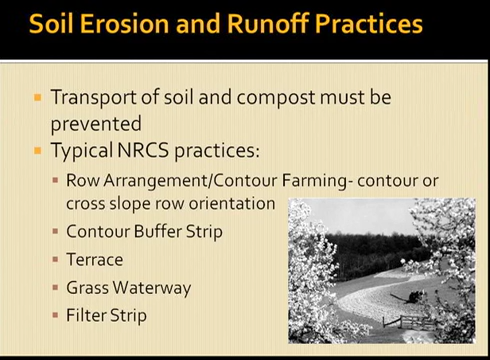 Soil Erosion and Runoff Practices
Transport of soil and compost must be
prevented
Typical NRCS practices:
Row Arrangement/Contour Farming- contour or
cross slope row orientation
Contour Buffer Strip
Terrace
Grass Waterway
Filter Strip